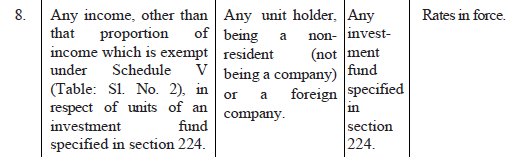 8. Any income, other than Any unit holder, Any Rates in force.
that proportion of being a non- invest-
income which is exempt resident (not ment
under Schedule V being a company) fund
(Table: Sl. No. 2), in or a foreign specified
respect of units of an company. in
investment fund section
specified in section 224. 224.